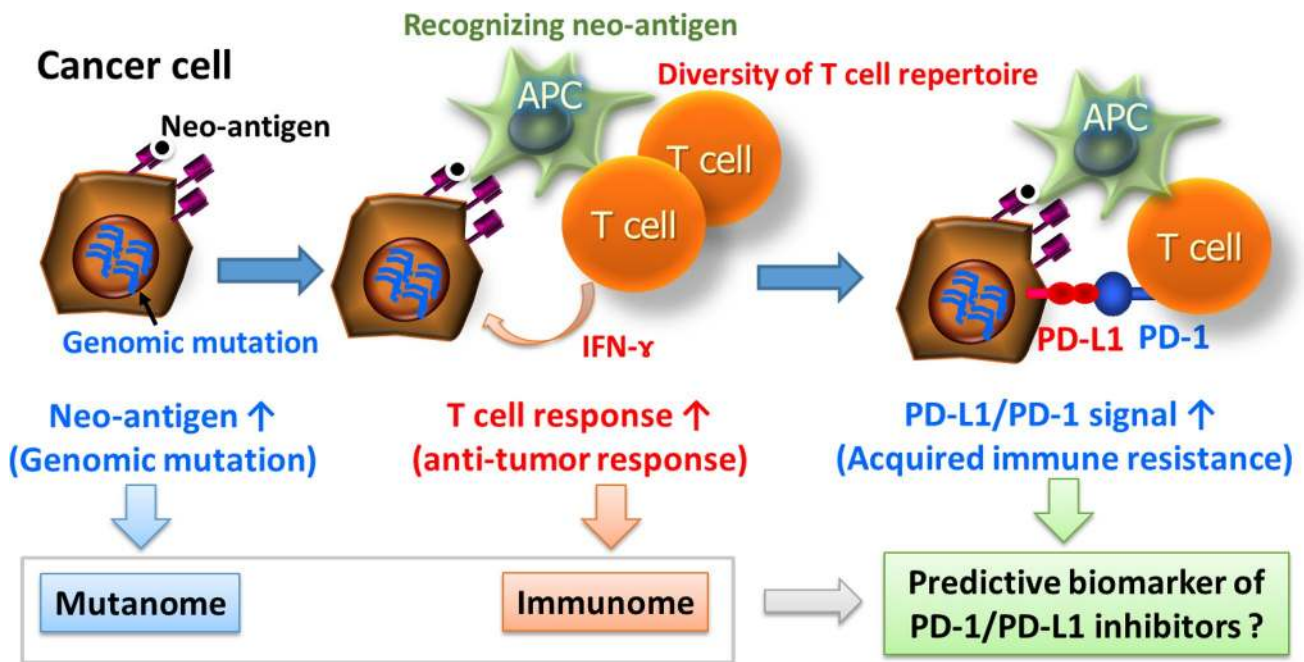 Recognizing neo-antigen
Cancer cell
Diversity of T cell repertoire
Neo-antigen
APC
T cell
T cell
APC
T cell
Genomic mutation
IFN-ɤ
PD-L1 PD-1
Neo-antigen ↑
(Genomic mutation)
T cell response ↑
(anti-tumor response)
PD-L1/PD-1 signal ↑
(Acquired immune resistance)
Mutanome
Immunome
Predictive biomarker of
PD-1/PD-L1 inhibitors ?